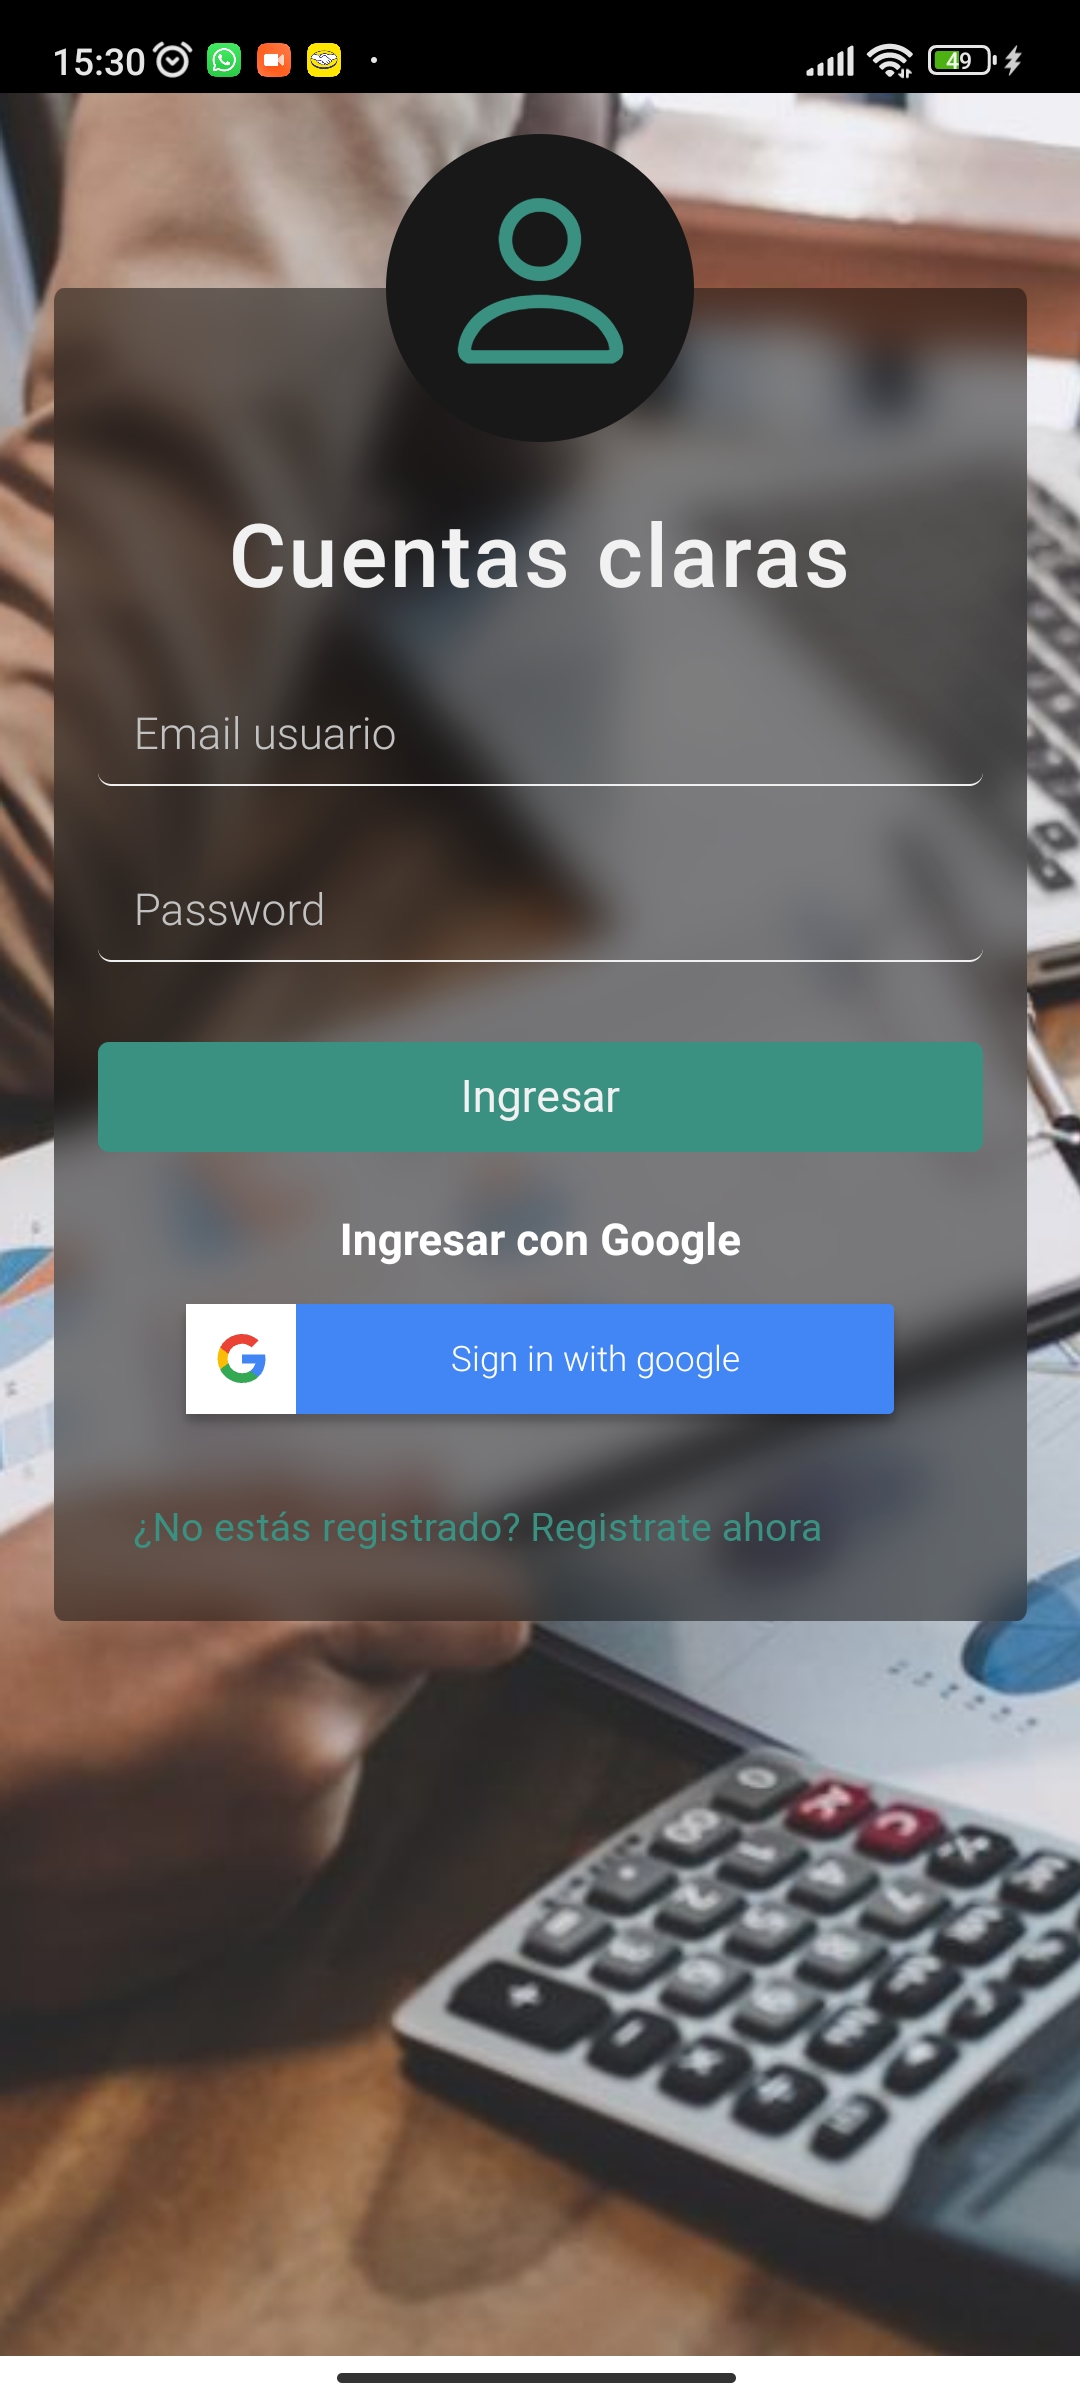 15:30
49
Cuentas claras
Email usuario
Password
Ingresar
Ingresar con Google
Sign in with google
¿No estás registrado? Registrate ahora